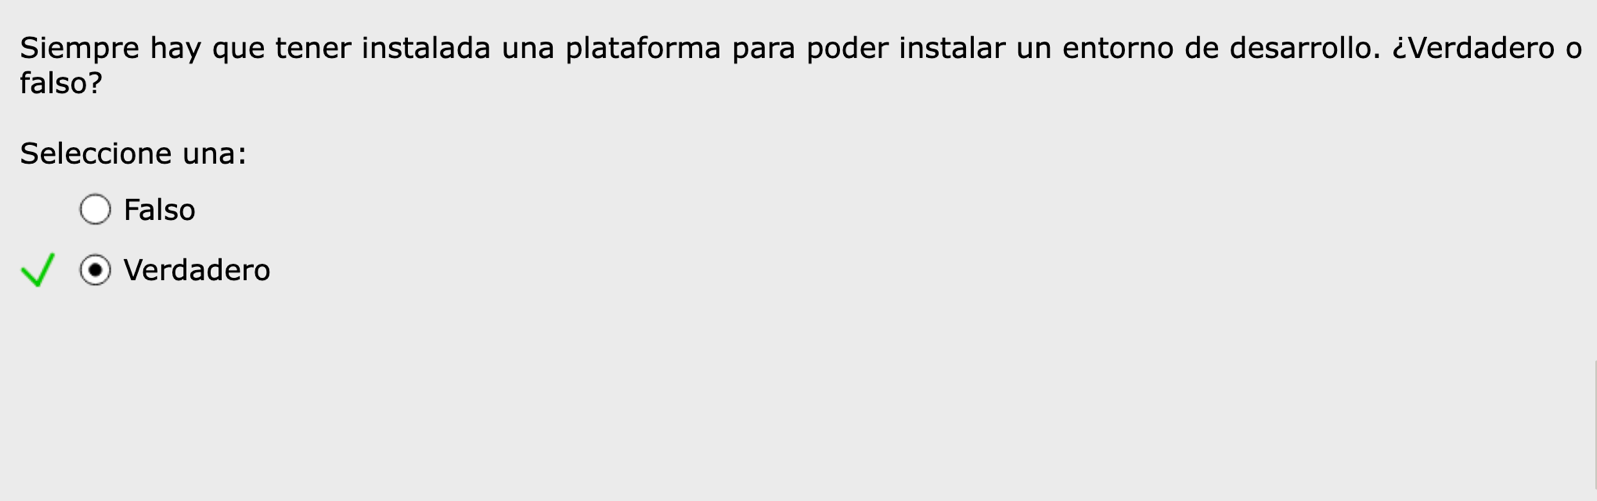 Siempre hay que tener instalada una plataforma para poder instalar un entorno de desarrollo. ¿Verdadero o
falso?
Seleccione una:
Falso
Verdadero